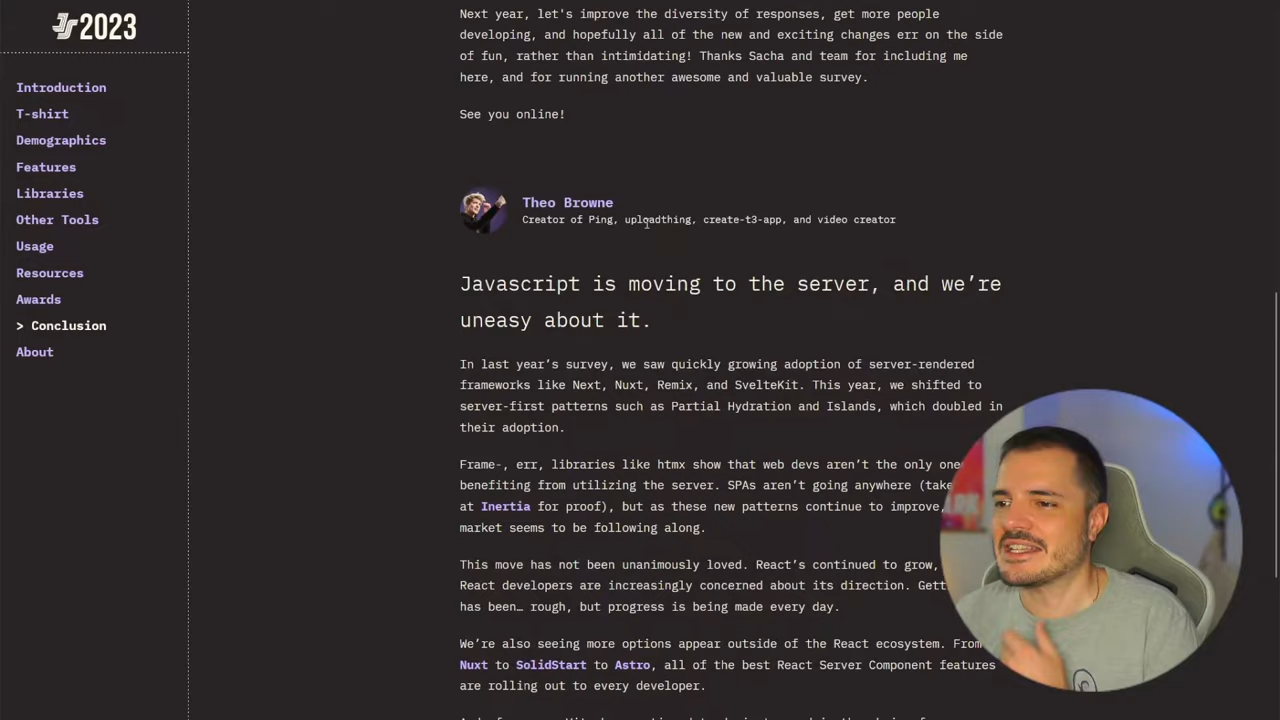 JS 2023
Introduction
T-shirt
Demographics
Features
Libraries
Other Tools
Usage
Resources
Awards
> Conclusion
About
Next year, let's improve the diversity of responses, get more people
developing, and hopefully all of the new and exciting changes err on the side
of fun, rather than intimidating! Thanks Sacha and team for including me
here, and for running another awesome and valuable survey.
See you online!
Theo Browne
Creator of Ping, uploadthing, create-t3-app, and video creator
Javascript is moving to the server, and we’re
uneasy about it.
In last year’s survey, we saw quickly growing adoption of server-rendered
frameworks like Next, Nuxt, Remix, and SvelteKit. This year, we shifted to
server-first patterns such as Partial Hydration and Islands, which doubled in
their adoption.
Frame-, err, libraries like htmx show that web devs aren’t the only one
benefiting from utilizing the server. SPAs aren’t going anywhere (take
at Inertia for proof), but as these new patterns continue to improve,
market seems to be following along.
This move has not been unanimously loved. React’s continued to grow,
React developers are increasingly concerned about its direction.
has been… rough, but progress is being made every day.
We’re also seeing more options appear outside of the React ecosystem. From
Nuxt to SolidStart to Astro, all of the best React Server Component features
are rolling out to every developer.